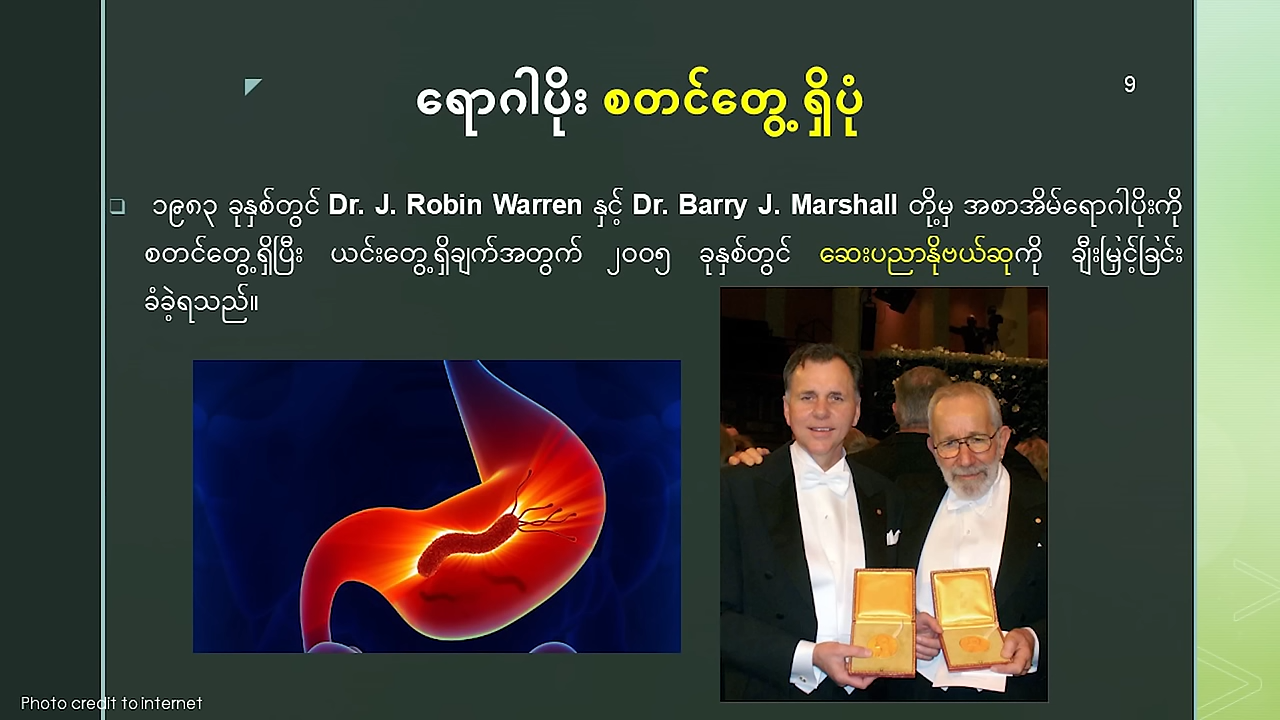 ရောဂါပိုး စတင်တွေ့ရှိပုံ
9
၁၉၈၃ ခုနှစ်တွင် Dr. J. Robin Warren နှင့် Dr. Barry J. Marshall တို့မှ အစာအိမ်ရောဂါပိုးကို
စတင်တွေ့ရှိပြီး ယင်းတွေ့ရှိချက်အတွက် ၂၀၀၅ ခုနှစ်တွင် ဆေးပညာနိုဗယ်ဆုကို ချီးမြှင့်ခြင်း
ခံခဲ့ရသည်။
Photo credit to internet